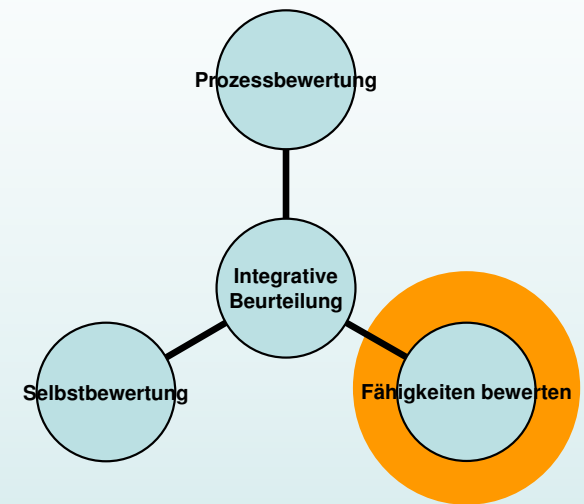 Prozessbewertung
Integrative
Beurteilung
Selbstbewertung
Fähigkeiten bewerten